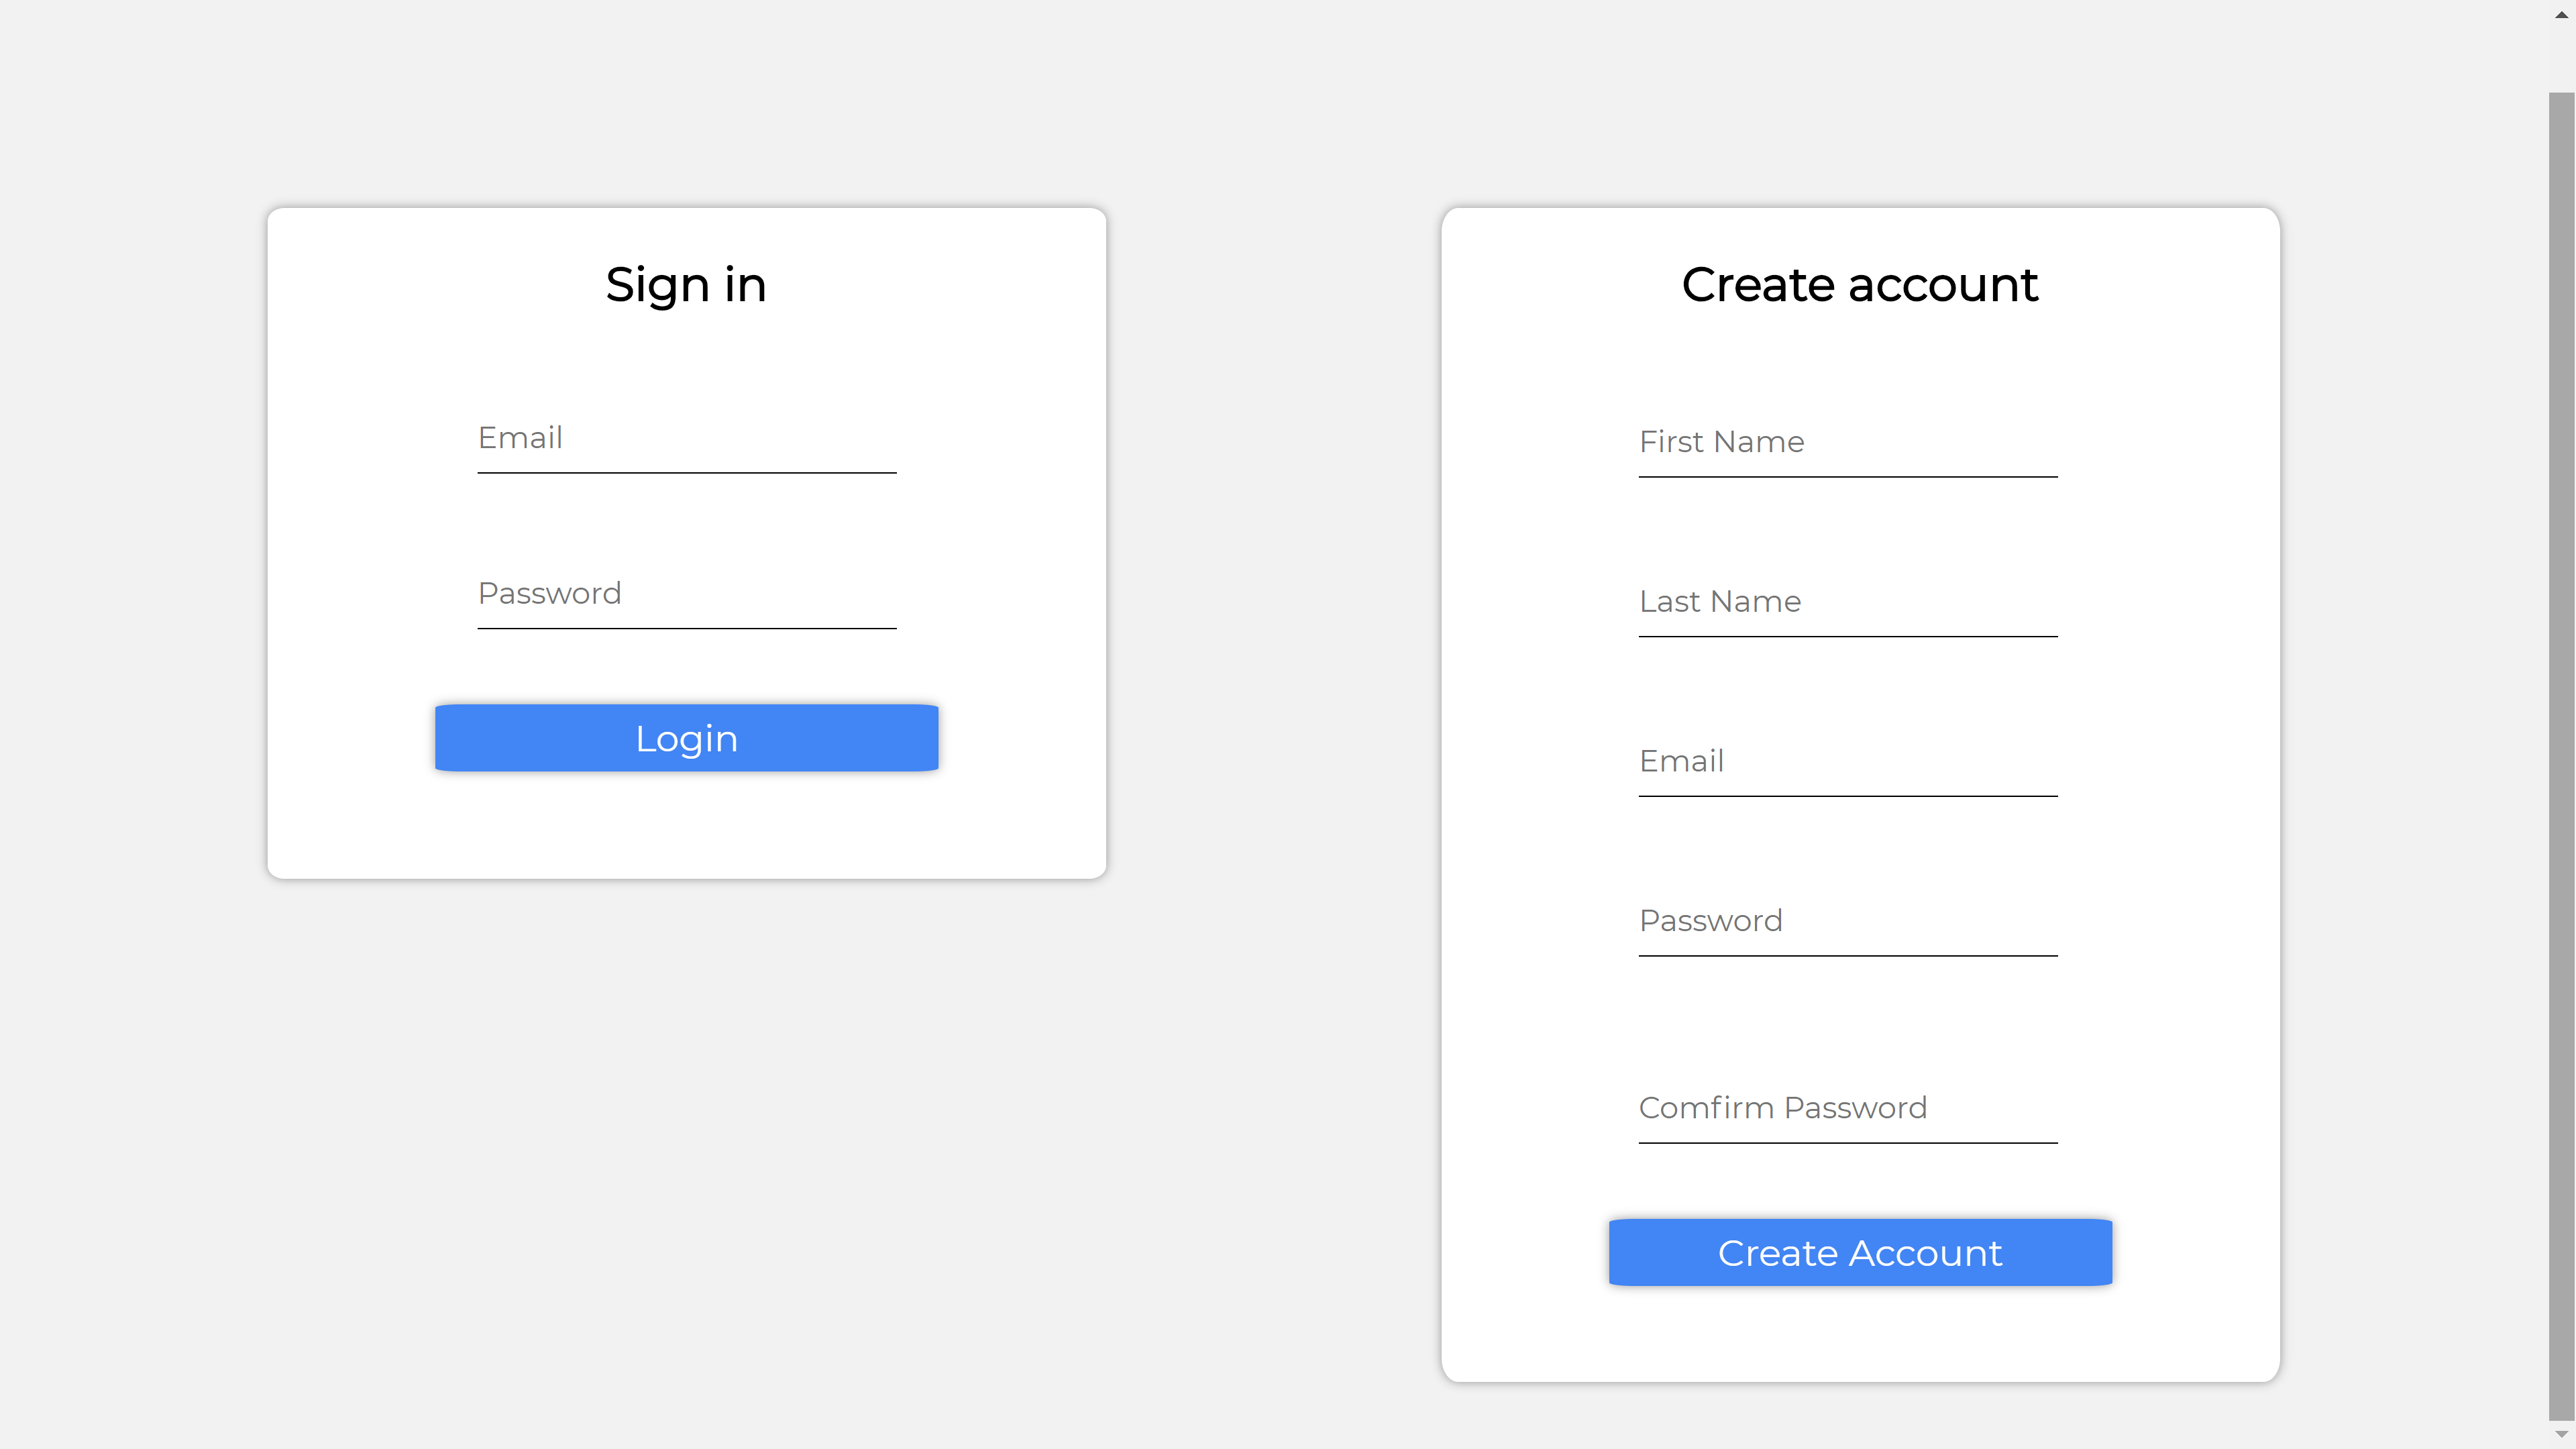 Sign in
Email
Password
Login
Create account
First Name
Last Name
Email
Password
Comfirm Password
Create Account